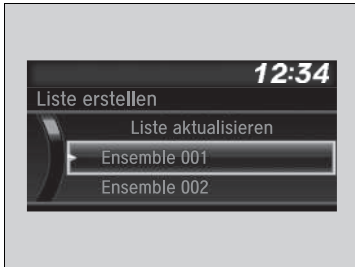 12:34
Liste erstellen
Liste aktualisieren
Ensemble 001
Ensemble 002